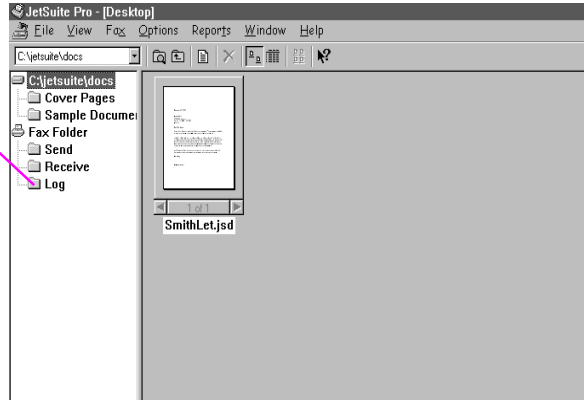 JetSuite Pro - [Desktop]
File View Fax Options Reports Window Help
C:\jetsuite\docs
C:\jetsuite\docs
Cover Pages
Sample Documen
Fax Folder
Send
Receive
Log
1 of 1
SmithLet.jsd